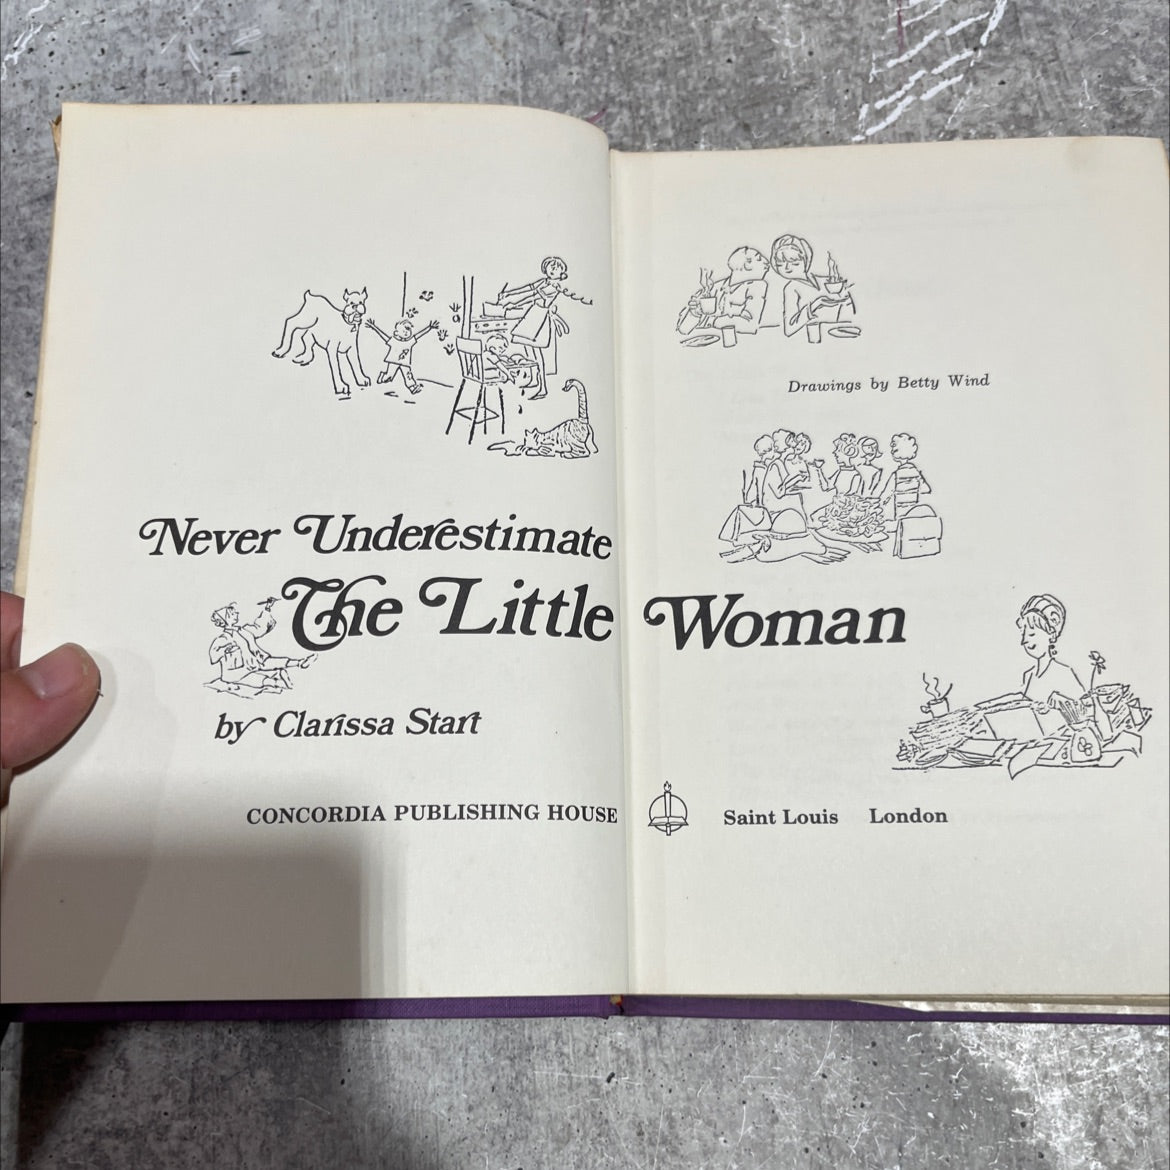 Drawings by Betty Wind
Never Underestimate
The Little Woman
by Clarissa Start
CONCORDIA PUBLISHING HOUSE Saint Louis London